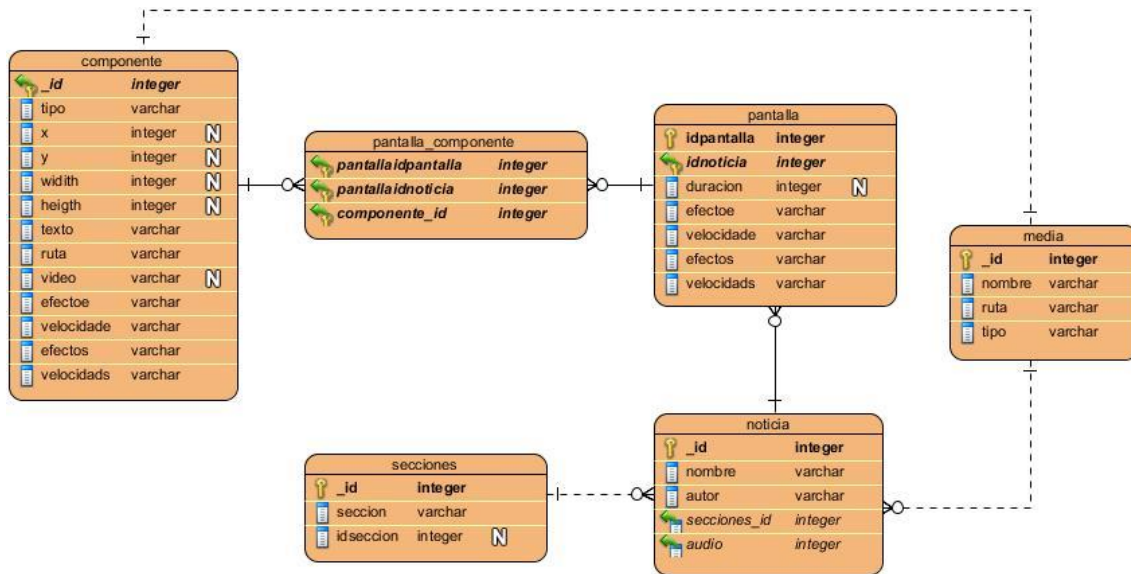 componente
_id integer
tipo varchar
x integer N
y integer N
widith integer N
heigth integer N
texto varchar
ruta varchar
video varchar N
efectoe varchar
velocidade varchar
efectos varchar
velocidads varchar
pantalla_componente
pantallaidpantalla integer
pantallaidnoticia integer
componente_id integer
pantalla
idpantalla integer
idnoticia integer
duracion integer N
efectoe varchar
velocidade varchar
efectos varchar
velocidads varchar
media
_id integer
nombre varchar
ruta varchar
tipo varchar
secciones
_id integer
seccion varchar
idseccion integer N
noticia
_id integer
nombre varchar
autor varchar
secciones_id integer
audio integer